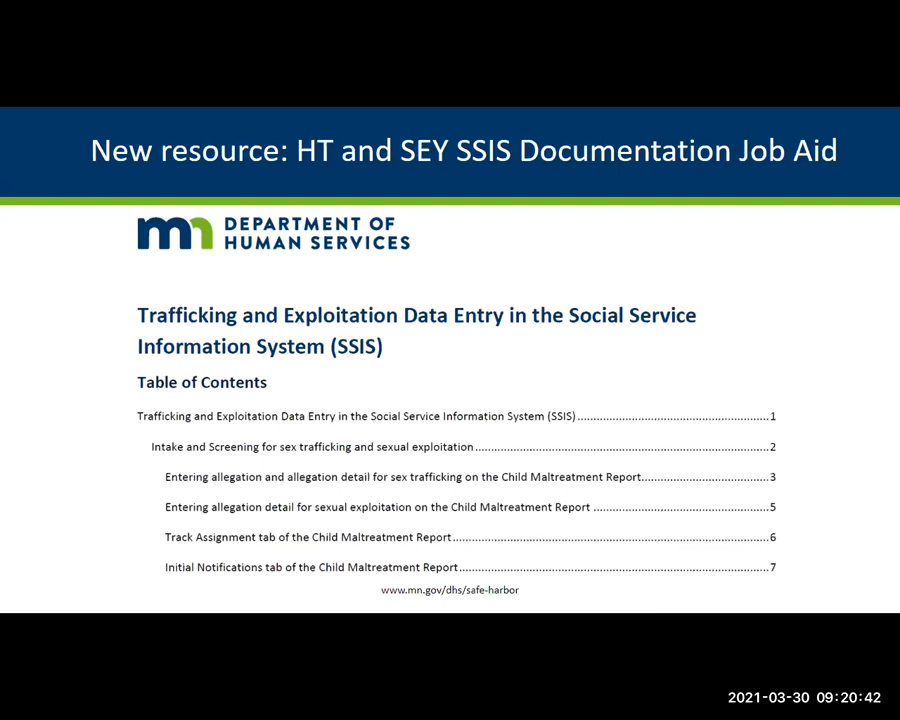 New resource: HT and SEY SSIS Documentation Job Aid
mn DEPARTMENT OF
HUMAN SERVICES
Trafficking and Exploitation Data Entry in the Social Service
Information System (SSIS)
Table of Contents
Trafficking and Exploitation Data Entry in the Social Service Information System (SSIS)............................................................1
Intake and Screening for sex trafficking and sexual exploitation............................................................2
Entering allegation and allegation detail for sex trafficking on the Child Maltreatment Report............................................................3
Entering allegation detail for sexual exploitation on the Child Maltreatment Report ............................................................5
Track Assignment tab of the Child Maltreatment Report............................................................6
Initial Notifications tab of the Child Maltreatment Report............................................................7
www.mn.gov/dhs/safe-harbor
2021-03-30 09:20:42